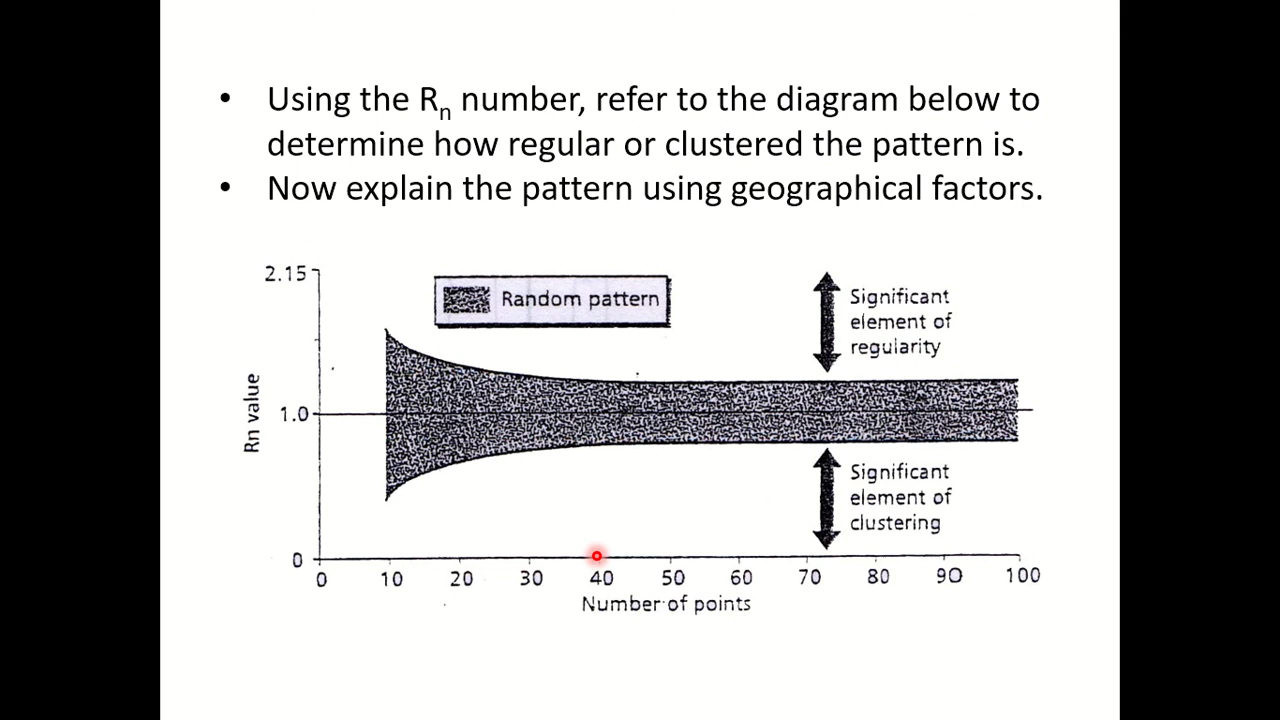 • Using the Rn number, refer to the diagram below to
determine how regular or clustered the pattern is.
• Now explain the pattern using geographical factors.
2.15
Random pattern
Significant
element of
regularity
Rn value
1.0
Significant
element of
clustering
0
0 10 20 30 40 50 60 70 80 90 100
Number of points